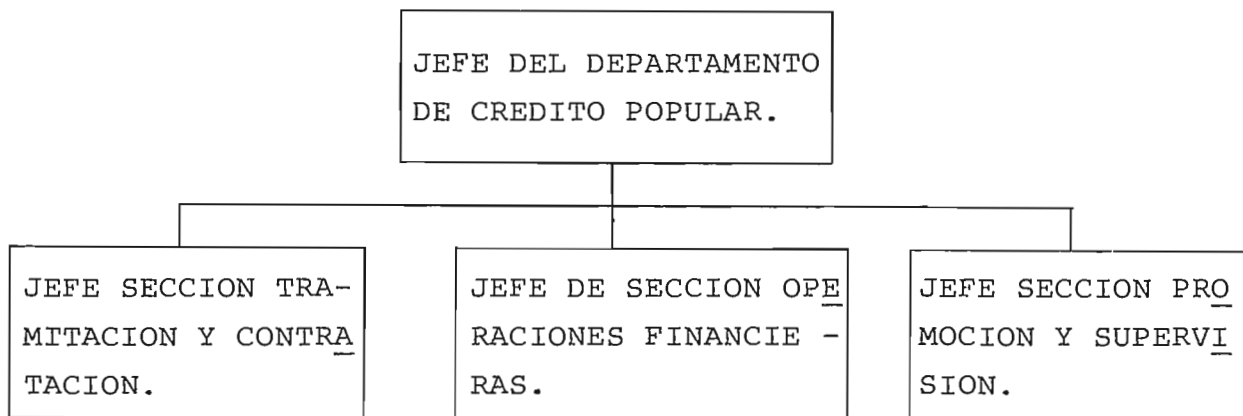 JEFE DEL DEPARTAMENTO
DE CREDITO POPULAR.
JEFE SECCION TRA-
MITACION Y CONTRA
TACION.
JEFE DE SECCION OPE
RACIONES FINANCIE -
RAS.
JEFE SECCION PRO
MOCION Y SUPERVI
SION.